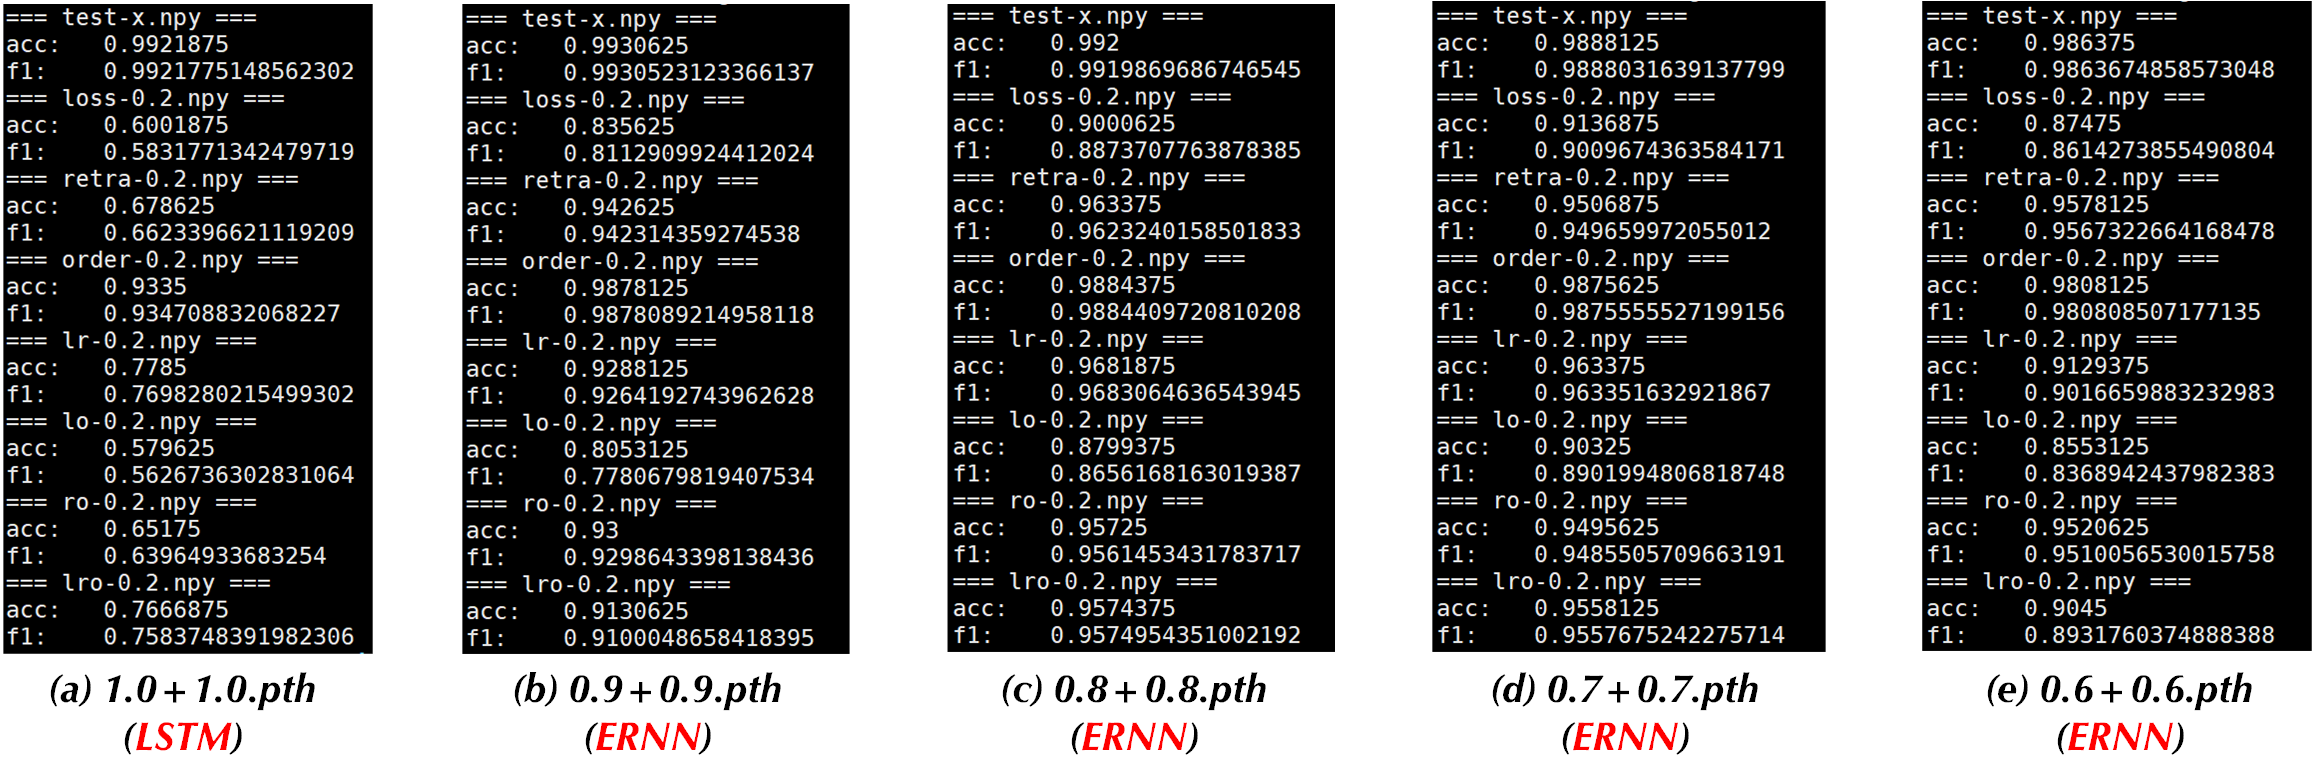 === test-x.npy ===
acc:   0.9921875
f1:    0.9921775148562302
=== loss-0.2.npy ===
acc:   0.6001875
f1:    0.5831771342479719
=== retra-0.2.npy ===
acc:   0.678625
f1:    0.6623396621119209
=== order-0.2.npy ===
acc:   0.9335
f1:    0.934708832068227
=== lr-0.2.npy ===
acc:   0.7785
f1:    0.7698280215499302
=== lo-0.2.npy ===
acc:   0.579625
f1:    0.5626736302831064
=== ro-0.2.npy ===
acc:   0.65175
f1:    0.63964933683254
=== lro-0.2.npy ===
acc:   0.7666875
f1:    0.7583748391982306
(a) 1.0+1.0.pth
(LSTM)
=== test-x.npy ===
acc:   0.9930625
f1:    0.9930523123366137
=== loss-0.2.npy ===
acc:   0.835625
f1:    0.8112909924412024
=== retra-0.2.npy ===
acc:   0.942625
f1:    0.942314359274538
=== order-0.2.npy ===
acc:   0.9878125
f1:    0.9878089214958118
=== lr-0.2.npy ===
acc:   0.9288125
f1:    0.9264192743962628
=== lo-0.2.npy ===
acc:   0.8053125
f1:    0.7780679819407534
=== ro-0.2.npy ===
acc:   0.93
f1:    0.9298643398138436
=== lro-0.2.npy ===
acc:   0.9130625
f1:    0.9100048658418395
(b) 0.9+0.9.pth
(ERNN)
=== test-x.npy ===
acc:   0.992
f1:    0.9919869686746545
=== loss-0.2.npy ===
acc:   0.9000625
f1:    0.8873707763878385
=== retra-0.2.npy ===
acc:   0.963375
f1:    0.9623240158501833
=== order-0.2.npy ===
acc:   0.9884375
f1:    0.9884409720810208
=== lr-0.2.npy ===
acc:   0.9681875
f1:    0.9683064636543945
=== lo-0.2.npy ===
acc:   0.8799375
f1:    0.8656168163019387
=== ro-0.2.npy ===
acc:   0.95725
f1:    0.9561453431783717
=== lro-0.2.npy ===
acc:   0.9574375
f1:    0.9574954351002192
(c) 0.8+0.8.pth
(ERNN)
=== test-x.npy ===
acc:   0.9888125
f1:    0.9888031639137799
=== loss-0.2.npy ===
acc:   0.9136875
f1:    0.9009674363584171
=== retra-0.2.npy ===
acc:   0.9506875
f1:    0.949659972055012
=== order-0.2.npy ===
acc:   0.9875625
f1:    0.9875555527199156
=== lr-0.2.npy ===
acc:   0.963375
f1:    0.963351632921867
=== lo-0.2.npy ===
acc:   0.90325
f1:    0.8901994806818748
=== ro-0.2.npy ===
acc:   0.9495625
f1:    0.9485505709663191
=== lro-0.2.npy ===
acc:   0.9558125
f1:    0.9557675242275714
(d) 0.7+0.7.pth
(ERNN)
=== test-x.npy ===
acc:   0.986375
f1:    0.9863674858573048
=== loss-0.2.npy ===
acc:   0.87475
f1:    0.8614273855490804
=== retra-0.2.npy ===
acc:   0.9578125
f1:    0.9567322664168478
=== order-0.2.npy ===
acc:   0.9808125
f1:    0.980808507177135
=== lr-0.2.npy ===
acc:   0.9129375
f1:    0.9016659883232983
=== lo-0.2.npy ===
acc:   0.8553125
f1:    0.8368942437982383
=== ro-0.2.npy ===
acc:   0.9520625
f1:    0.9510056530015758
=== lro-0.2.npy ===
acc:   0.9045
f1:    0.8931760374888388
(e) 0.6+0.6.pth
(ERNN)